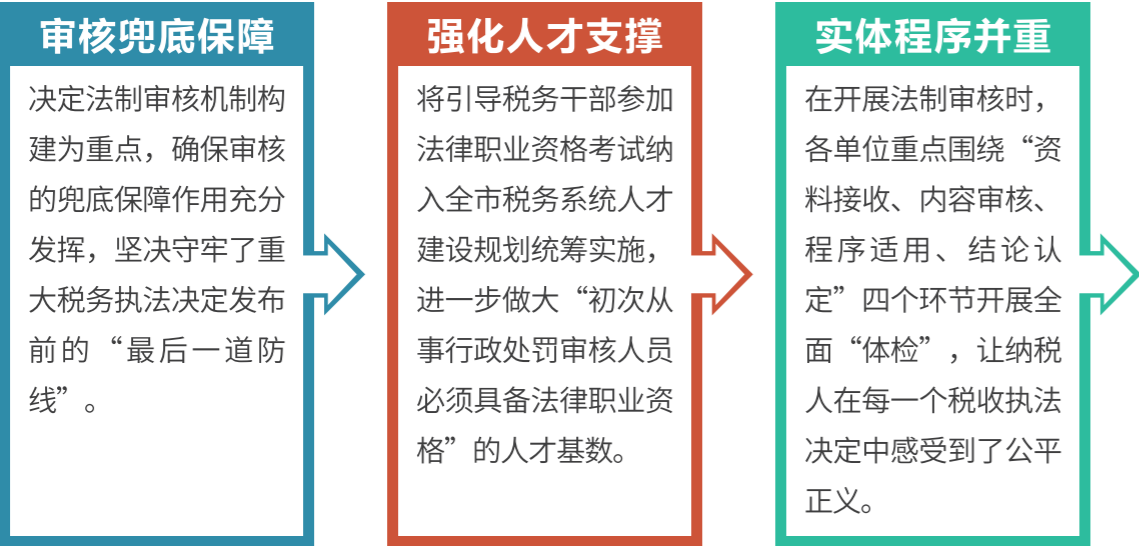 审核兜底保障
决定法制审核机制构
建为重点，确保审核
的兜底保障作用充分
发挥，坚决守牢了重
大税务执法决定发布
前的“最后一道防
线”。
强化人才支撑
将引导税务干部参加
法律职业资格考试纳
入全市税务系统人才
建设规划统筹实施，
进一步做大“初次从
事行政处罚审核人员
必须具备法律职业资
格”的人才基数。
实体程序并重
在开展法制审核时，
各单位重点围绕“资
料接收、内容审核、
程序适用、结论认
定”四个环节开展全
面“体检”，让纳税
人在每一个税收执法
决定中感受到了公平
正义。